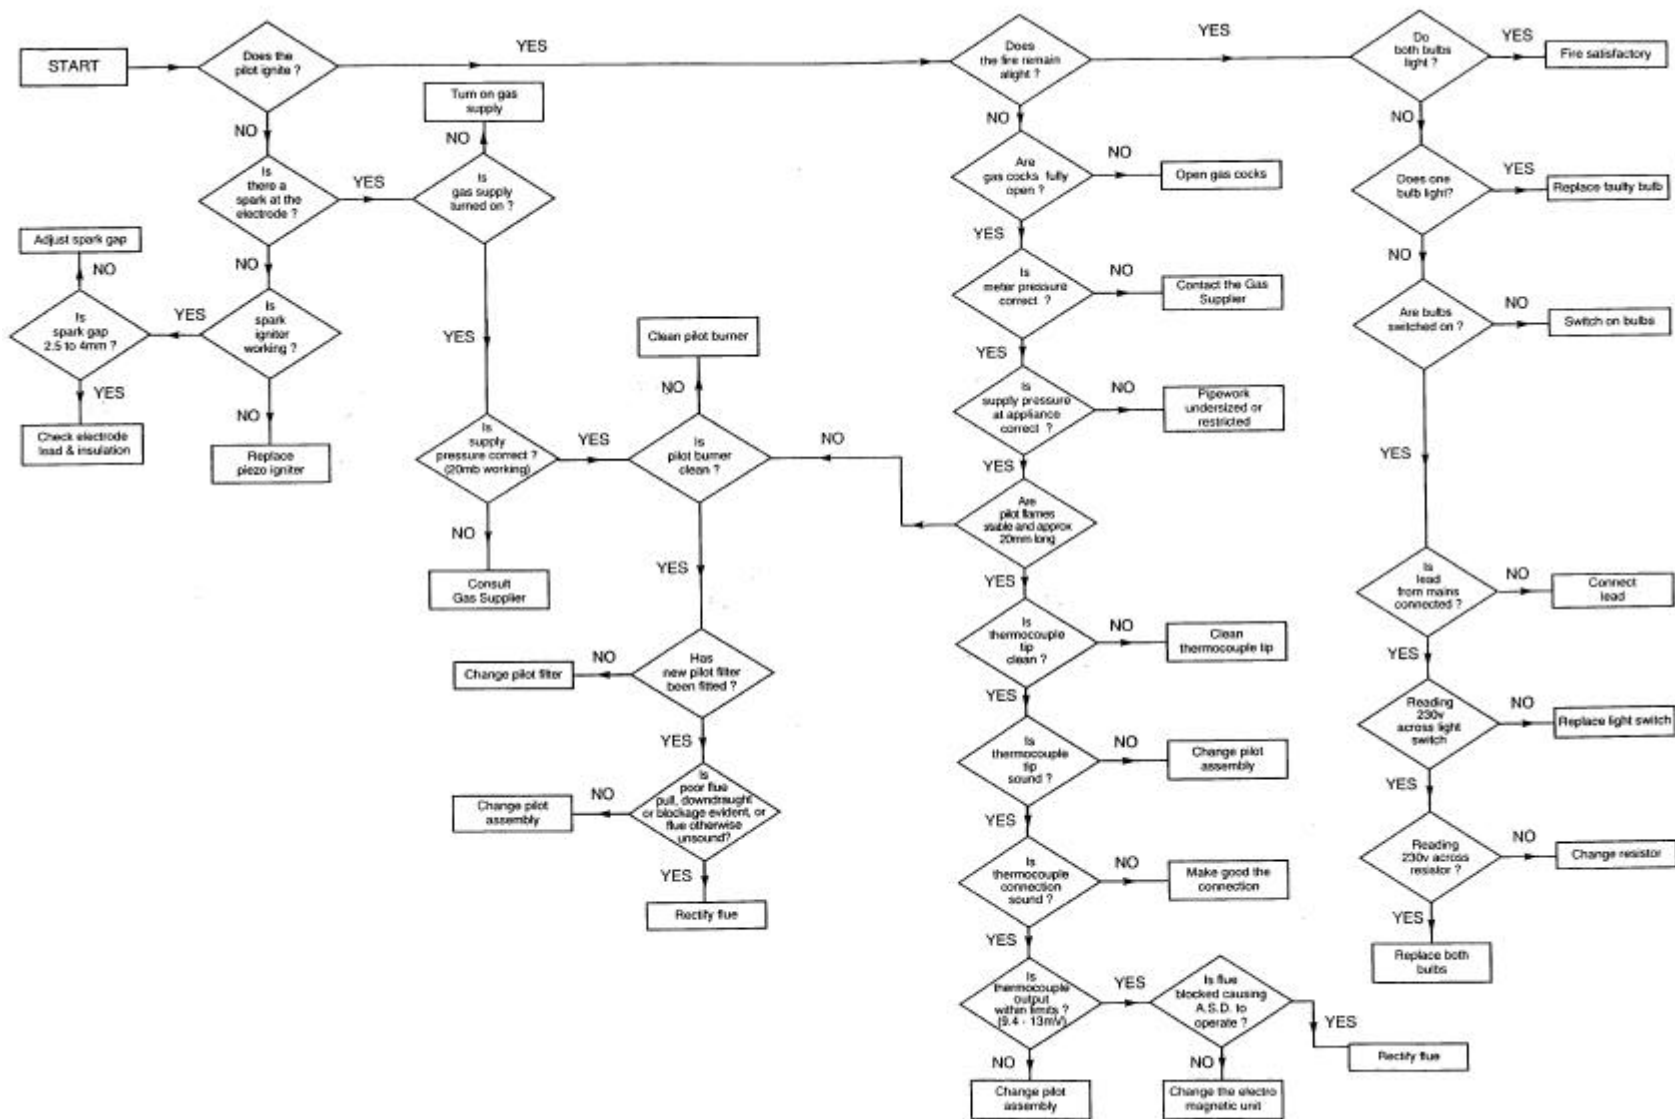 START
Does the
pilot ignite ?
YES
Does
the fire remain
alight ?
YES
Do
both bulbs
light ?
YES
Fire satisfactory
NO
Turn on gas
supply
NO
NO
NO
Is
there a
spark at the
electrode ?
YES
Is
gas supply
turned on ?
Are
gas cocks fully
open ?
NO
Open gas cocks
Does one
bulb light?
YES
Replace faulty bulb
Adjust spark gap
NO
NO
YES
NO
Is
spark gap
2.5 to 4mm ?
YES
Is
spark
igniter
working ?
YES
Is
meter pressure
correct ?
NO
Contact the Gas
Supplier
Are bulbs
switched on ?
NO
Switch on bulbs
YES
NO
Clean pilot burner
NO
YES
YES
Check electrode
lead & insulation
Replace
piezo igniter
Is
supply
pressure correct ?
(20mb working)
YES
Is
pilot burner
clean ?
NO
Is
supply pressure
at appliance
correct ?
NO
Pipework
undersized or
restricted
YES
NO
Consult
Gas Supplier
YES
Are
pilot flames
stable and approx
20mm long
YES
Is
lead
from mains
connected ?
NO
Connect
lead
Change pilot filter
NO
Has
new pilot filter
been fitted ?
Is
thermocouple
tip
clean ?
NO
Clean
thermocouple tip
YES
YES
YES
Reading
230v
across light
switch
NO
Replace light switch
Change pilot
assembly
NO
Is
poor flue
pull, downdraught
or blockage evident, or
flue otherwise
unsound?
Is
thermocouple
tip
sound ?
NO
Change pilot
assembly
YES
YES
YES
Reading
230v across
resistor ?
NO
Change resistor
Rectify flue
Is
thermocouple
connection
sound ?
NO
Make good the
connection
YES
YES
Replace both
bulbs
Is
thermocouple
output
within limits ?
(9.4 - 13mV)
YES
Is flue
blocked causing
A.S.D. to
operate ?
YES
Rectify flue
NO
NO
Change pilot
assembly
Change the electro
magnetic unit